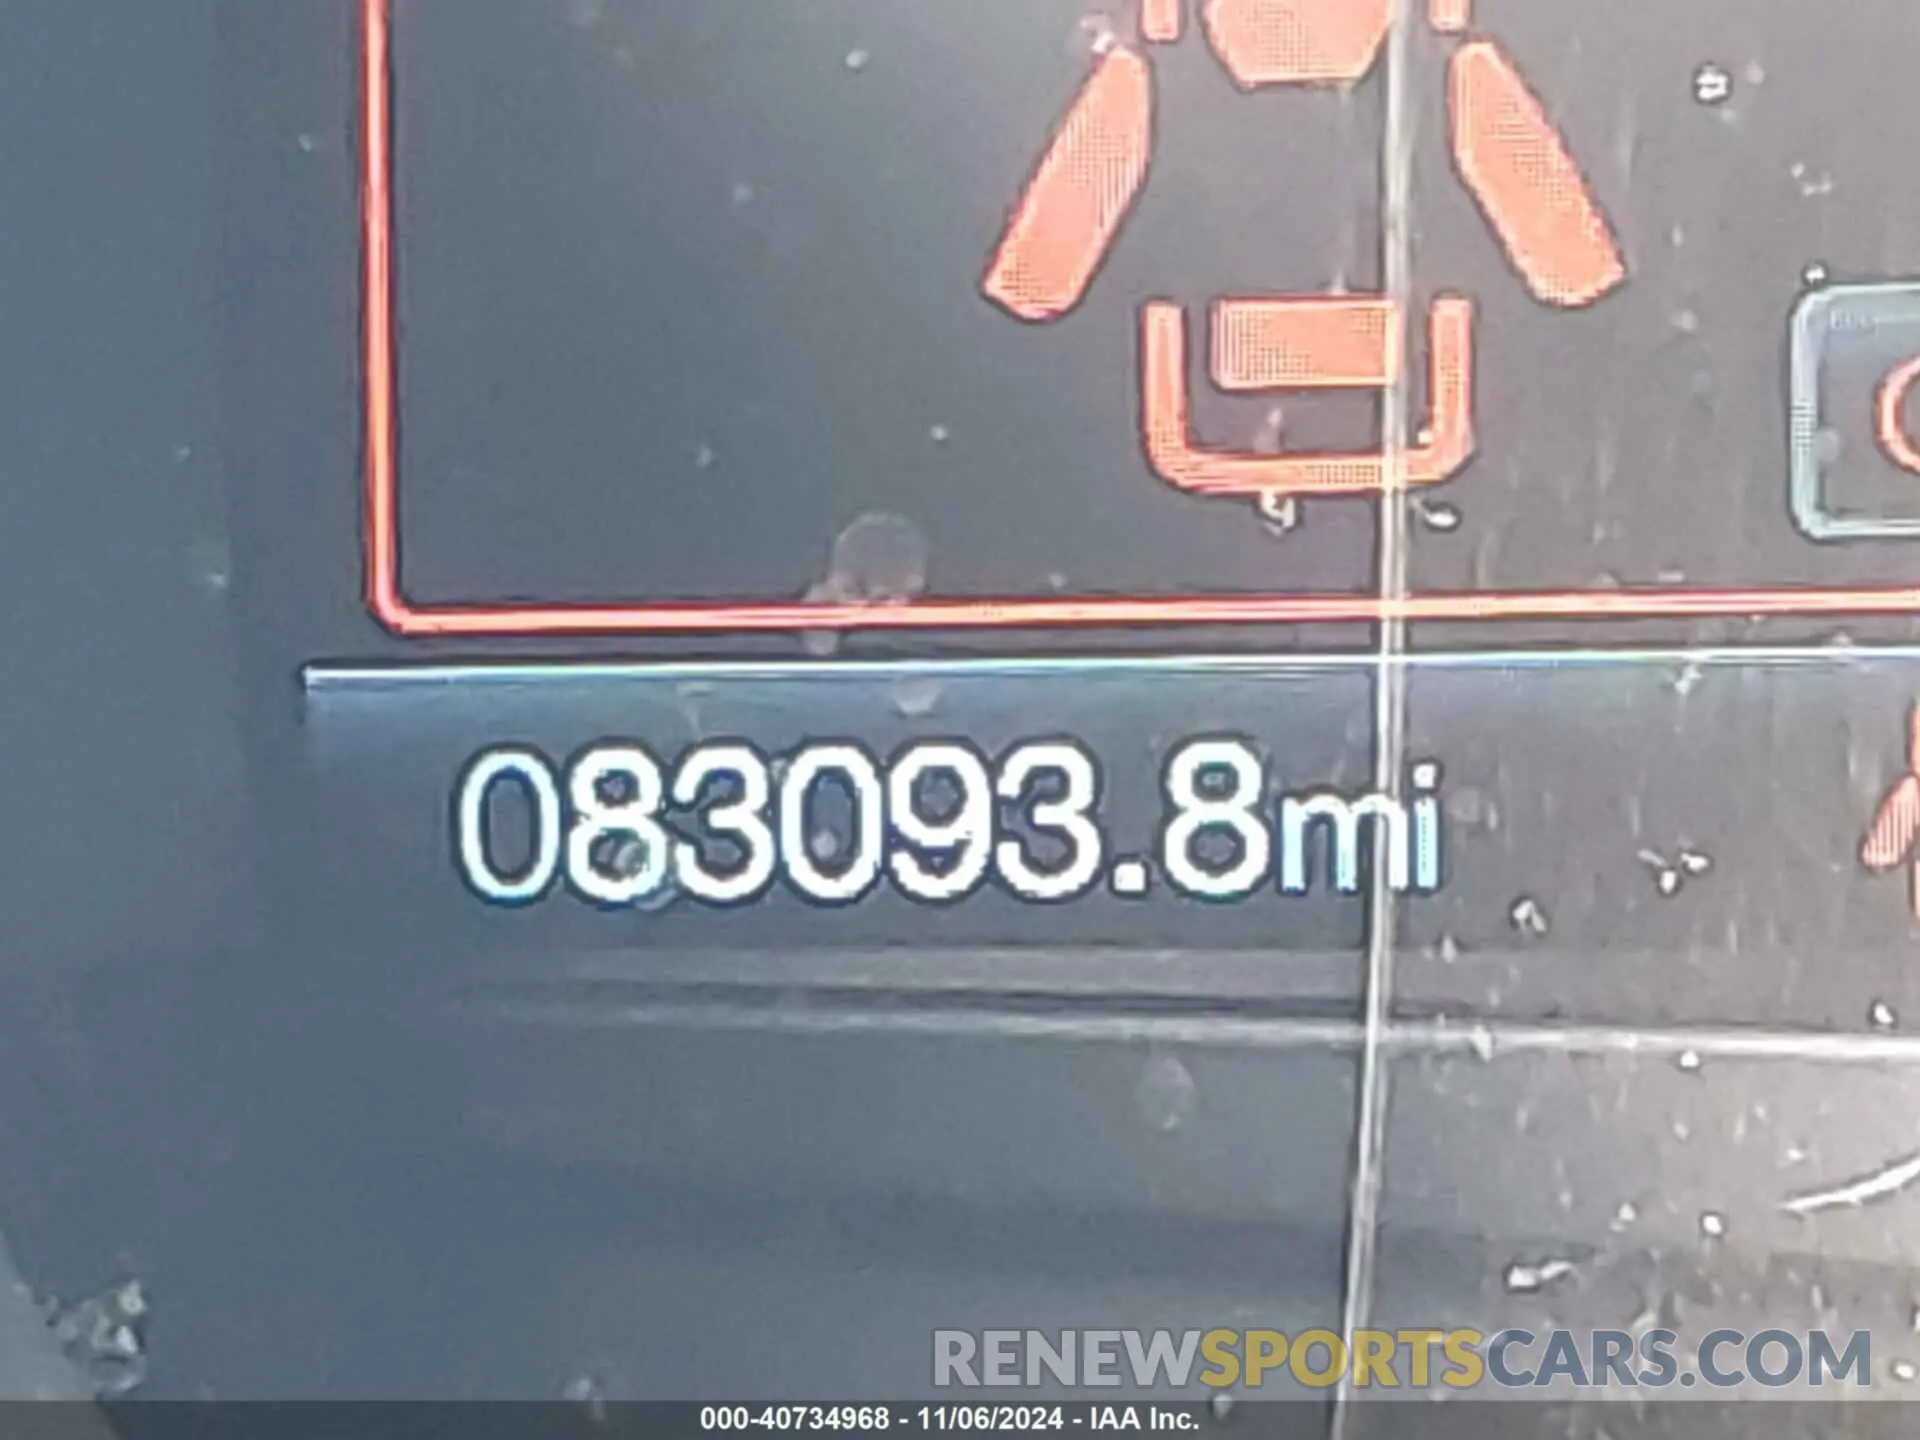 083093.8mi
RENEWSPORTSCARS.COM
000-40734968 - 11/06/2024 - IAA Inc.